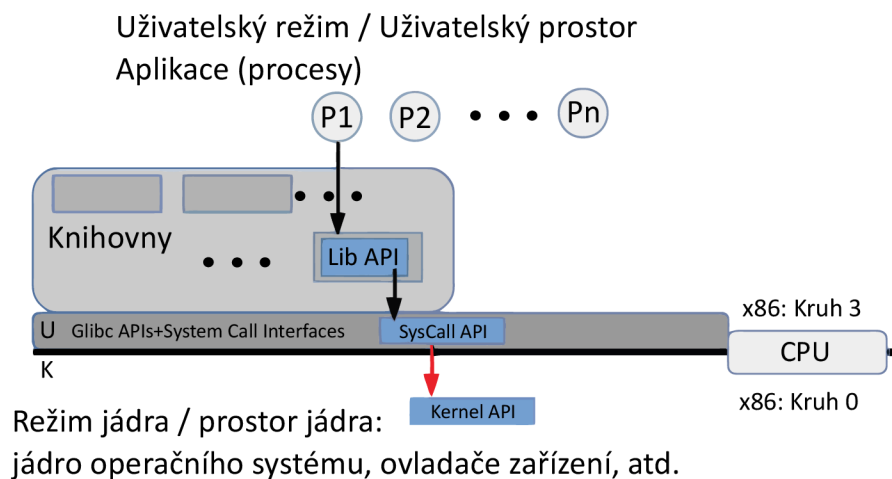 Uživatelský režim / Uživatelský prostor
Aplikace (procesy)
P1 P2 Pn
Knihovny
Lib API
U Glibc APIs+System Call Interfaces SysCall API
x86: Kruh 3
CPU
K
x86: Kruh 0
Kernel API
Režim jádra / prostor jádra:
jádro operačního systému, ovladače zařízení, atd.